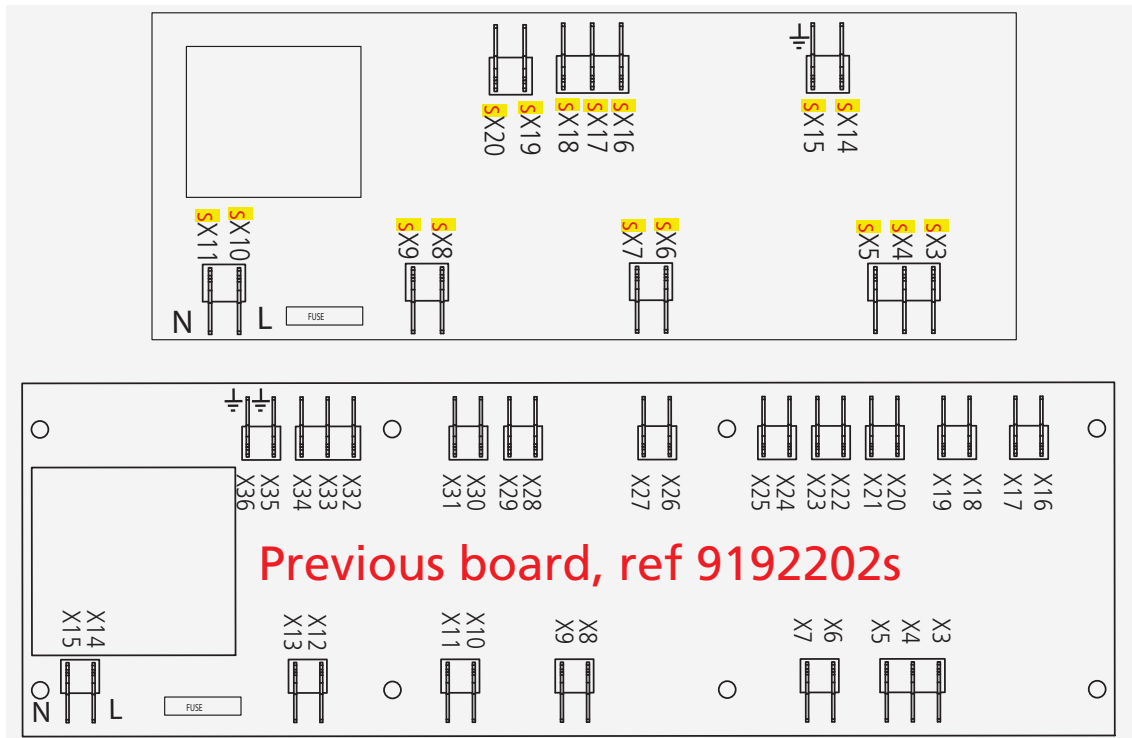 sX20 sX19 sX18 sX17 sX16 sX15 sX14
sX11 sX10 sX9 sX8 sX7 sX6 sX5 sX4 sX3
N L FUSE
X36 X35 X34 X33 X32 X31 X30 X29 X28 X27 X26 X25 X24 X23 X22 X21 X20 X19 X18 X17 X16
Previous board, ref 9192202s
X15 X14 X13 X12 X11 X10 X9 X8 X7 X6 X5 X4 X3
N L FUSE